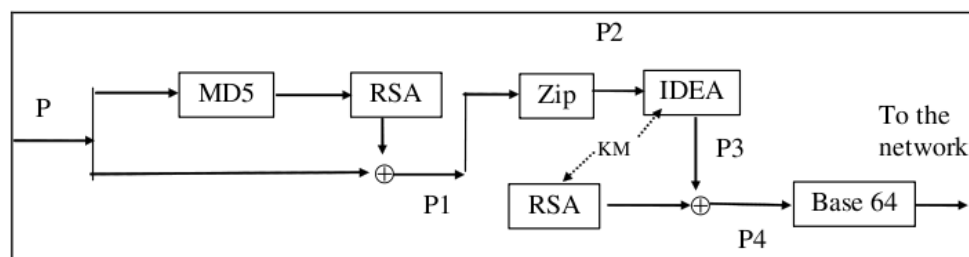 P2
P
MD5
RSA
Zip
IDEA
To the
network
KM
P3
P1
RSA
Base 64
P4